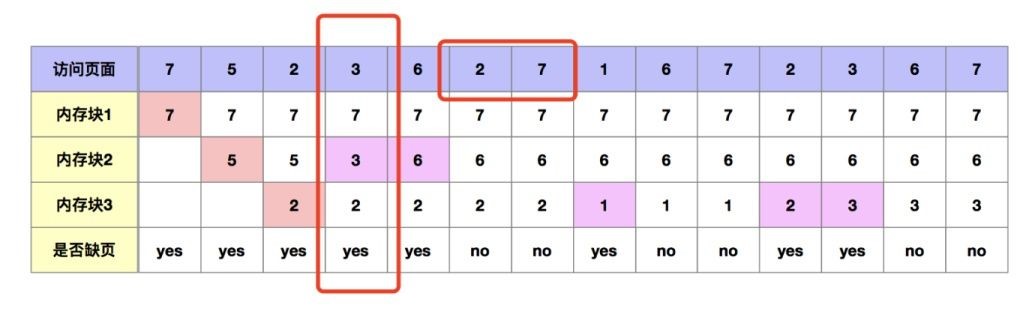 访问页面 7 5 2 3 6 2 7 1 6 7 2 3 6 7
内存块1 7 7 7 7 7 7 7 7 7 7 7 7 7 7
内存块2 5 5 3 6 6 6 6 6 6 6 6 6 6
内存块3 2 2 2 2 2 1 1 1 2 3 3 3
是否缺页 yes yes yes yes yes no no yes no no yes yes no no